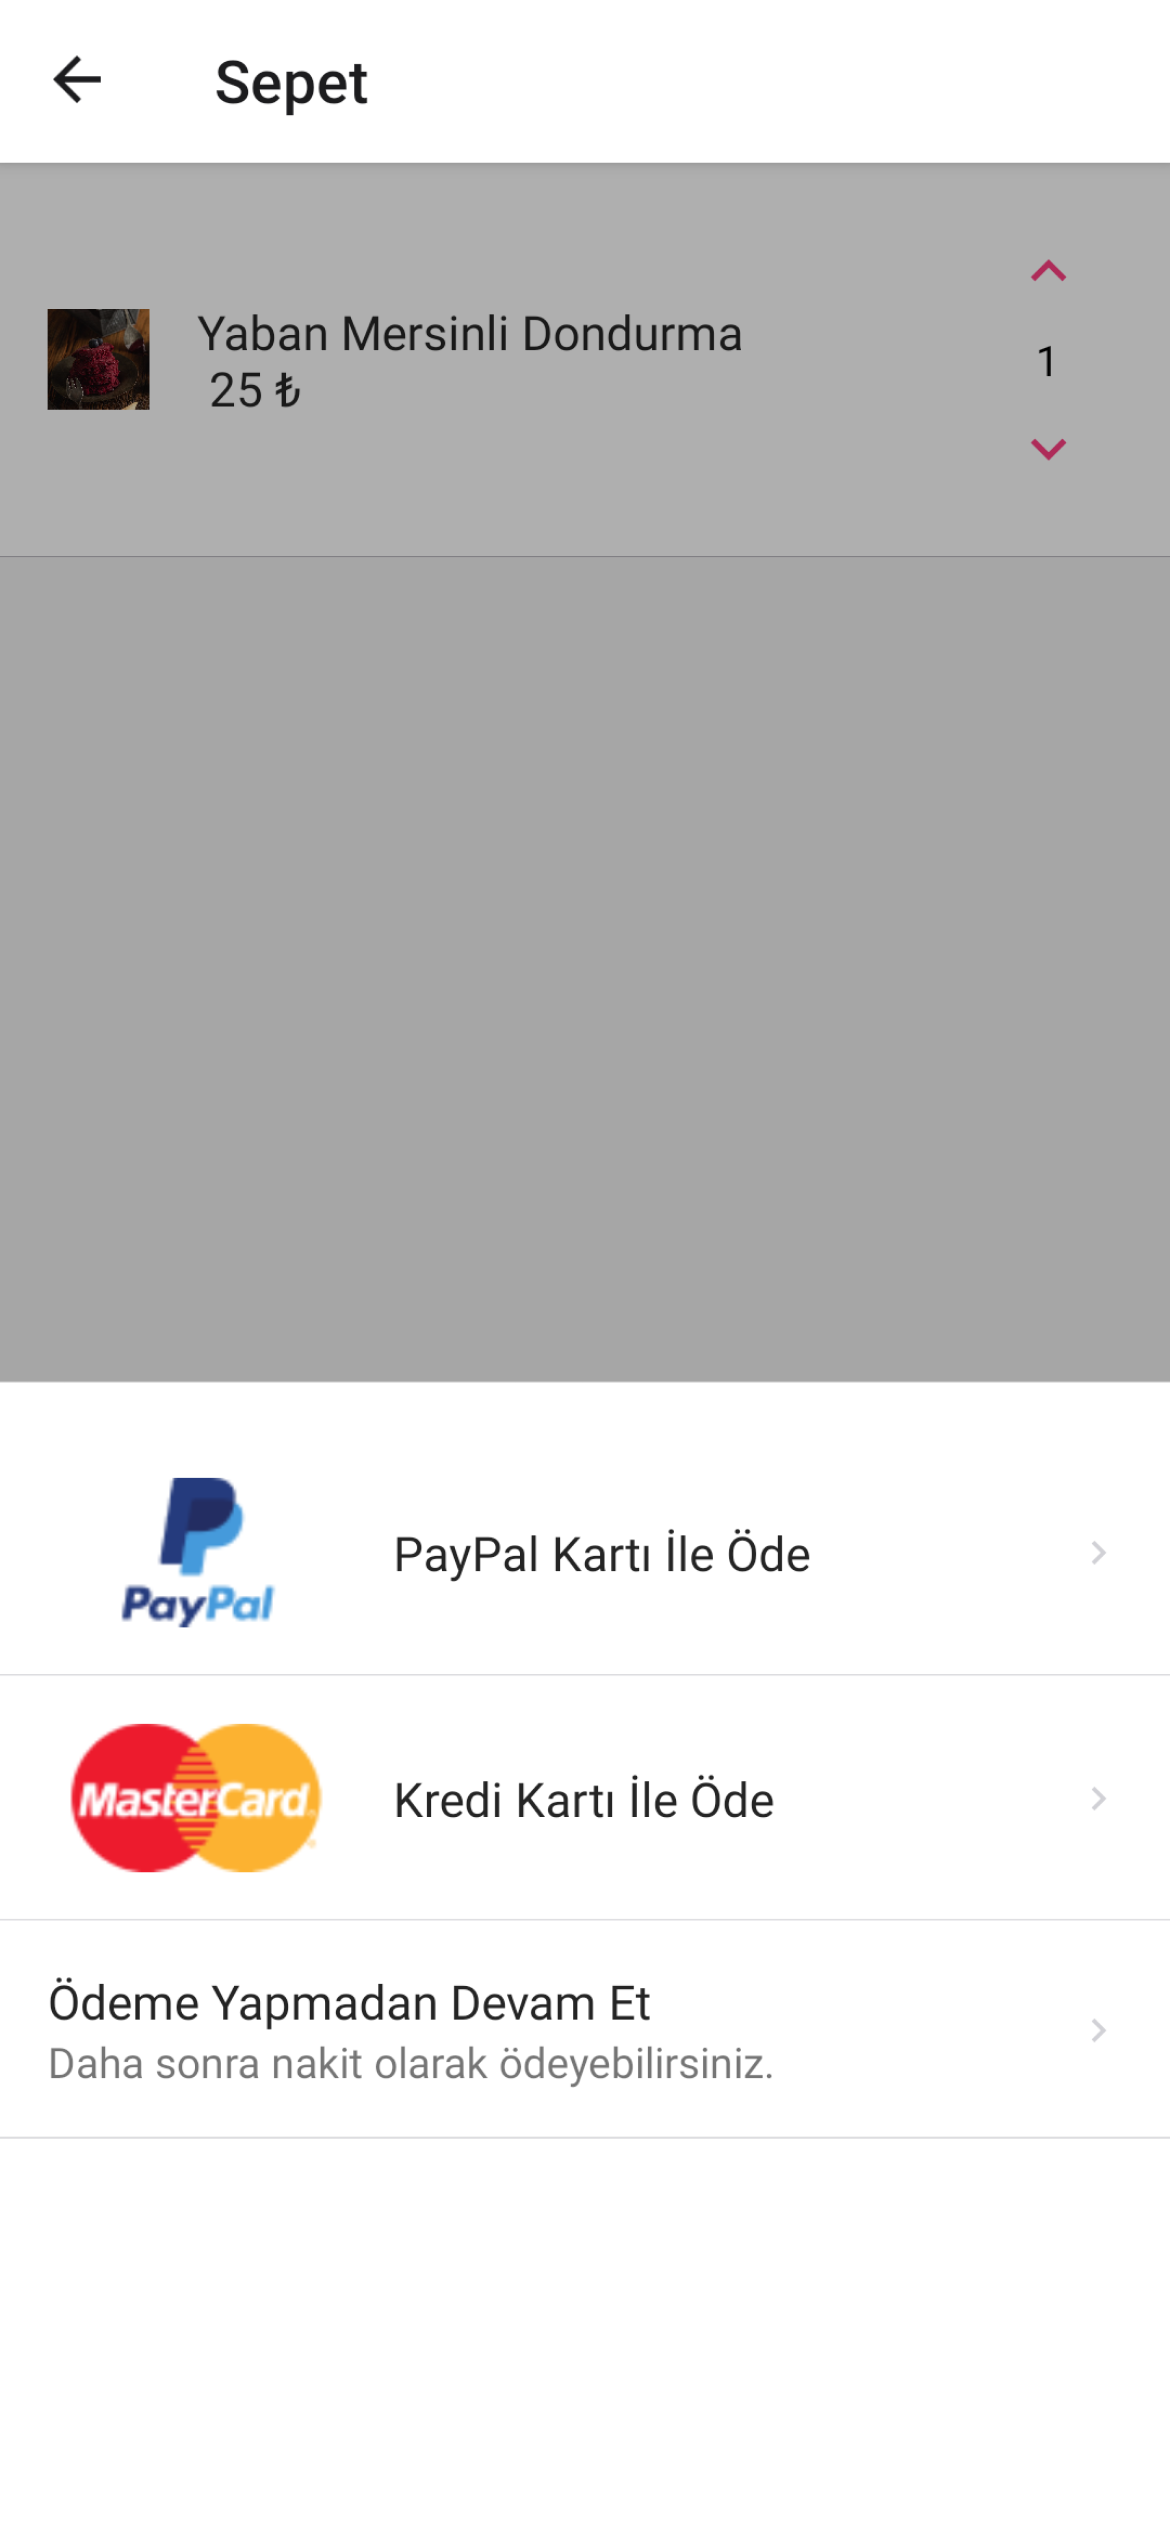 Sepet
Yaban Mersinli Dondurma
25 ₺
1
PayPal
PayPal Kartı İle Öde
MasterCard
Kredi Kartı İle Öde
Ödeme Yapmadan Devam Et
Daha sonra nakit olarak ödeyebilirsiniz.